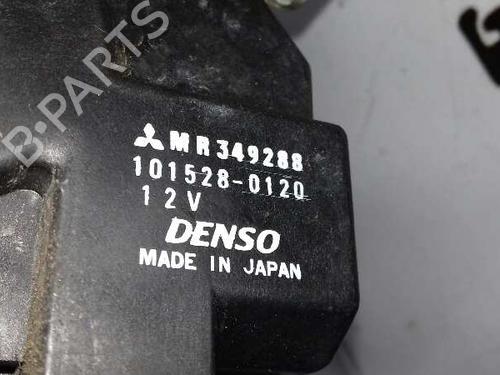 B-PARTS
MR349288
101528-0120
12V
DENSO
MADE IN JAPAN